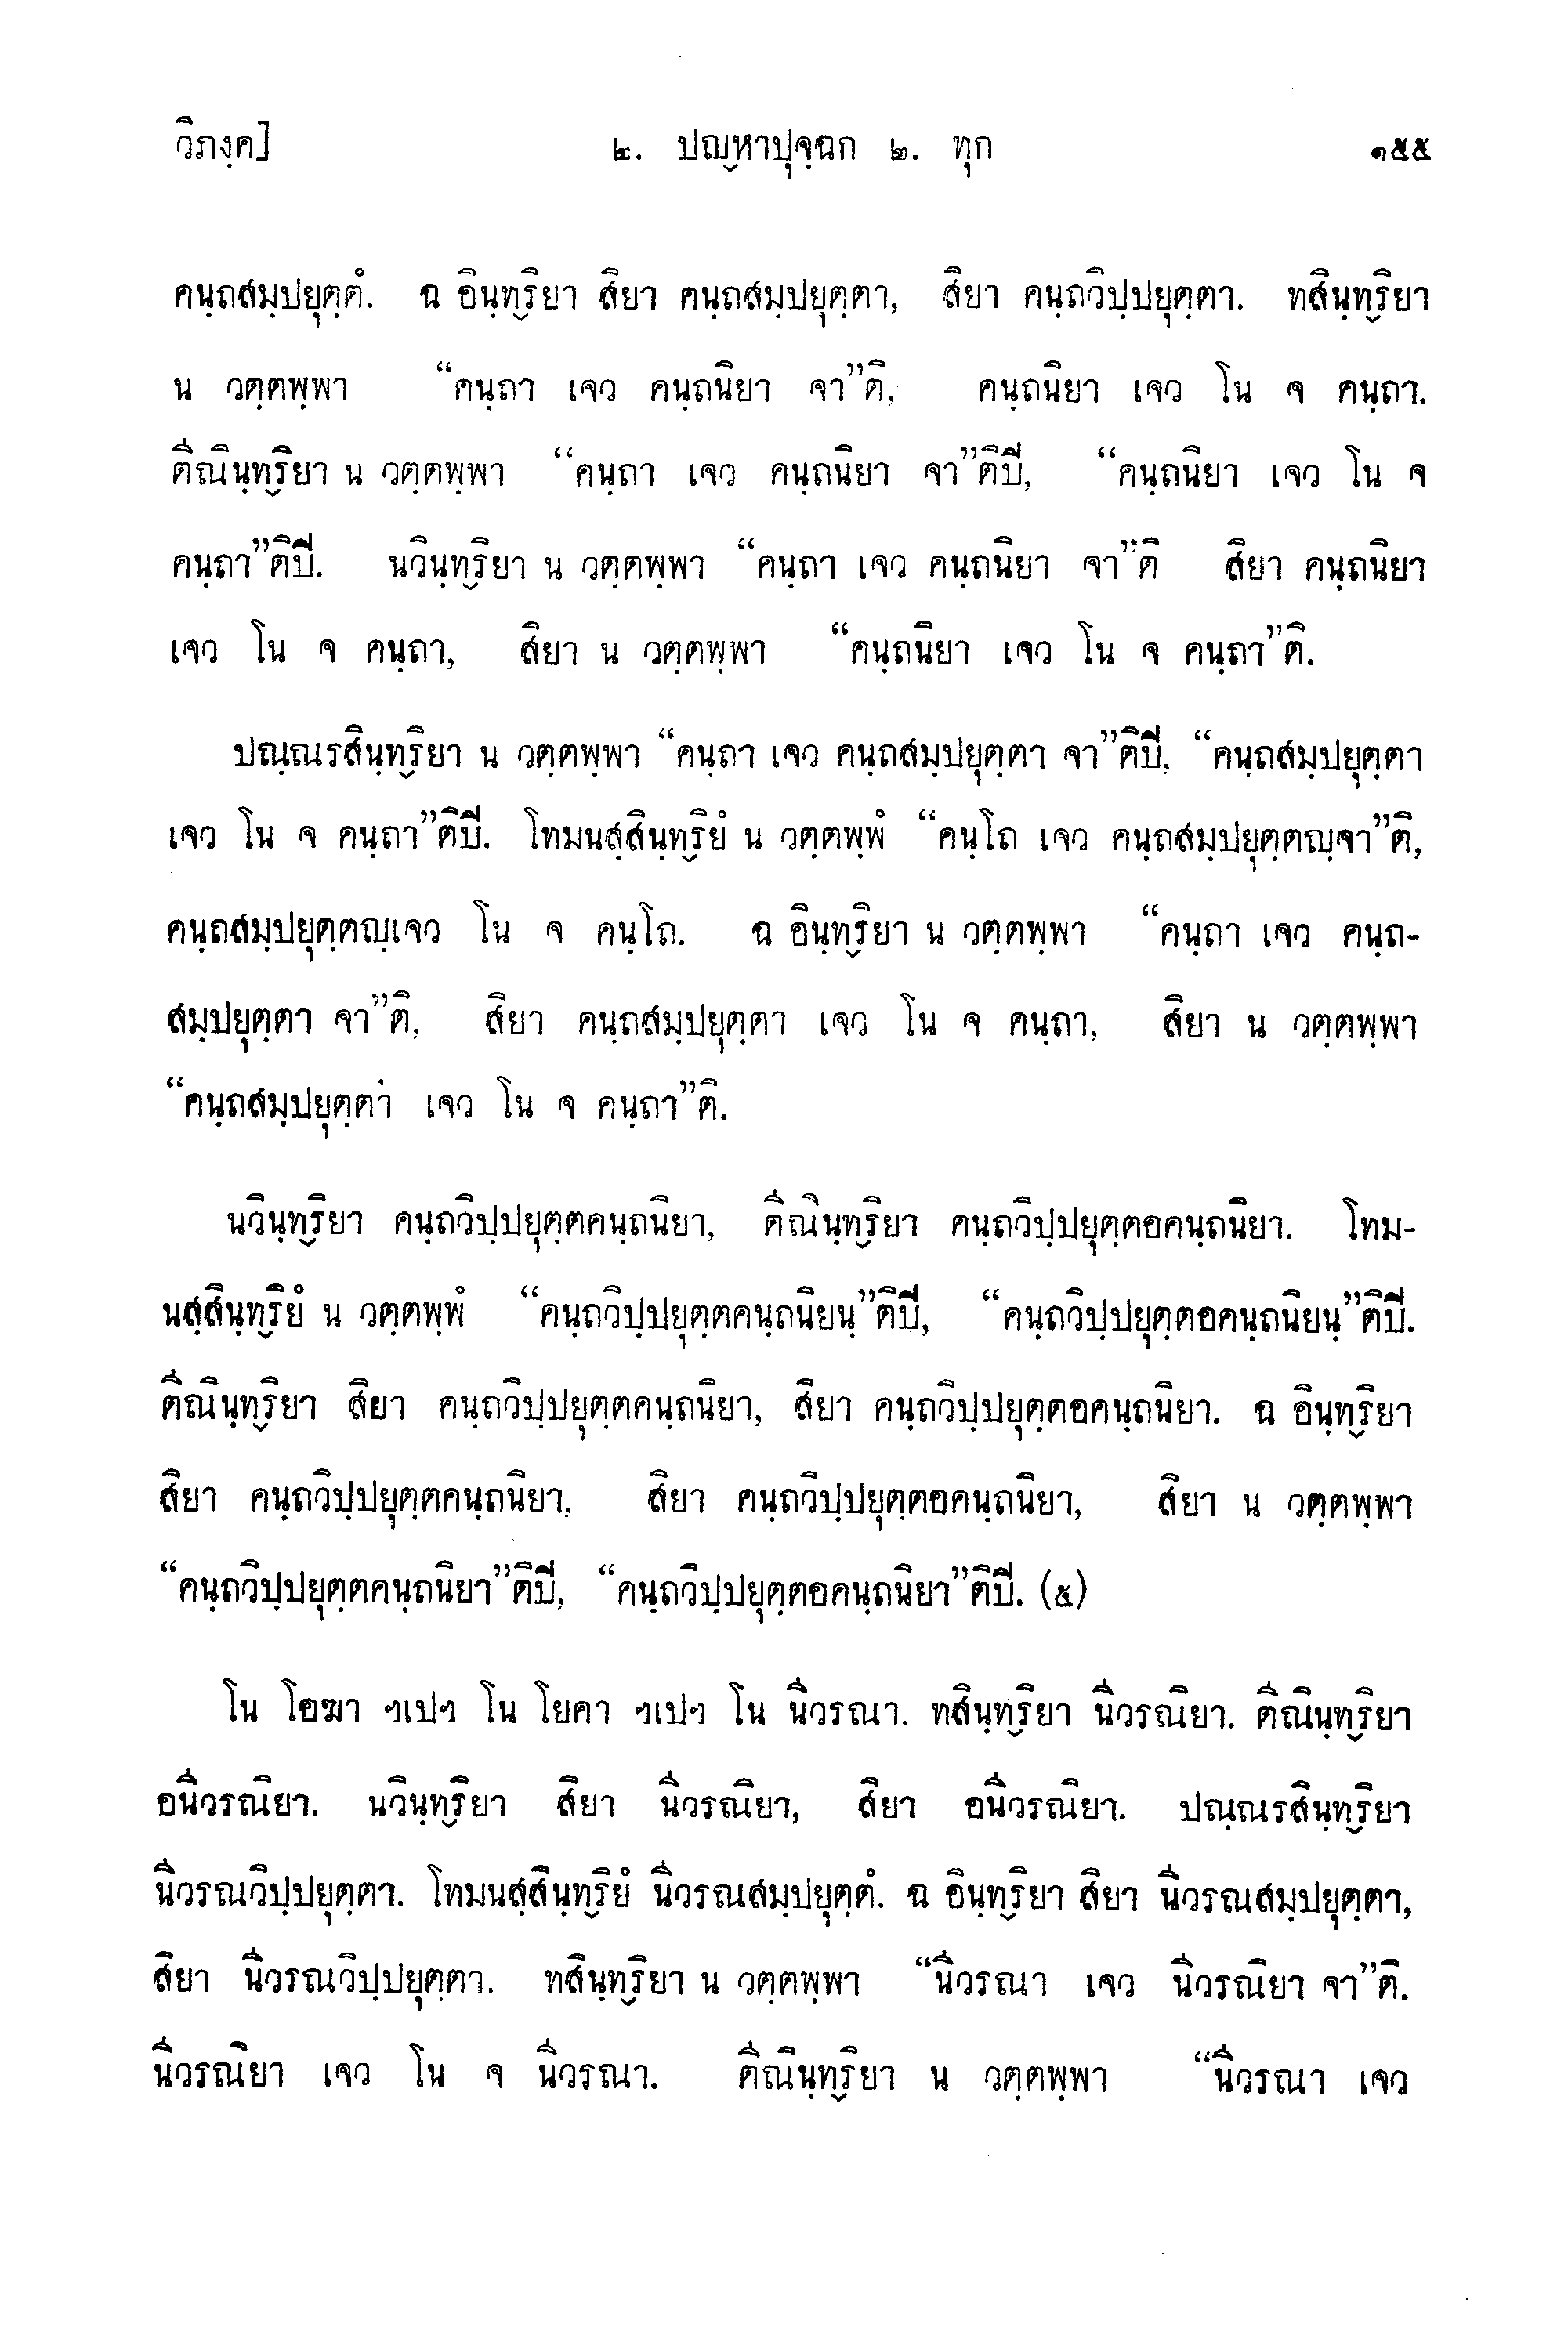 วิภงฺค]	๒. ปญฺหาปุจฺฉก ๒. ทุก	๑๕๕
คนฺถสมฺปยุตฺตํ. ฉ อินฺทฺริยา สิยา คนฺถสมฺปยุตฺตา, สิยา คนฺถวิปฺปยุตฺตา. ทสินฺทฺริยา
น วตฺตพฺพา “คนฺถา เจว คนฺถนิยา จา”ติ, คนฺถนิยา เจว โน จ คนฺถา.
ตีณินฺทฺริยา น วตฺตพฺพา “คนฺถา เจว คนฺถนิยา จา”ติปิ, “คนฺถนิยา เจว โน จ
คนฺถา”ติปิ. นวินฺทฺริยา น วตฺตพฺพา “คนฺถา เจว คนฺถนิยา จา”ติ สิยา คนฺถนิยา
เจว โน จ คนฺถา, สิยา น วตฺตพฺพา “คนฺถนิยา เจว โน จ คนฺถา”ติ.
ปณฺณรสินฺทฺริยา น วตฺตพฺพา “คนฺถา เจว คนฺถสมฺปยุตฺตา จา”ติปิ, “คนฺถสมฺปยุตฺตา
เจว โน จ คนฺถา”ติปิ. โทมนสฺสินฺทฺริยํ น วตฺตพฺพํ “คนฺโถ เจว คนฺถสมฺปยุตฺตญฺจา”ติ,
คนฺถสมฺปยุตฺตญฺเจว โน จ คนฺโถ. ฉ อินฺทฺริยา น วตฺตพฺพา “คนฺถา เจว คนฺถ-
สมฺปยุตฺตา จา”ติ, สิยา คนฺถสมฺปยุตฺตา เจว โน จ คนฺถา, สิยา น วตฺตพฺพา
“คนฺถสมฺปยุตฺตา เจว โน จ คนฺถา”ติ.
นวินฺทฺริยา คนฺถวิปฺปยุตฺตคนฺถนิยา, ตีณินฺทฺริยา คนฺถวิปฺปยุตฺตอคนฺถนิยา. โทม-
นสฺสินฺทฺริยํ น วตฺตพฺพํ “คนฺถวิปฺปยุตฺตคนฺถนิยนฺ”ติปิ, “คนฺถวิปฺปยุตฺตอคนฺถนิยนฺ”ติปิ.
ตีณินฺทฺริยา สิยา คนฺถวิปฺปยุตฺตคนฺถนิยา, สิยา คนฺถวิปฺปยุตฺตอคนฺถนิยา. ฉ อินฺทฺริยา
สิยา คนฺถวิปฺปยุตฺตคนฺถนิยา, สิยา คนฺถวิปฺปยุตฺตอคนฺถนิยา, สิยา น วตฺตพฺพา
“คนฺถวิปฺปยุตฺตคนฺถนิยา”ติปิ, “คนฺถวิปฺปยุตฺตอคนฺถนิยา”ติปิ. (๕)
โน โอฆา ฯเปฯ โน โยคา ฯเปฯ โน นีวรณา. ทสินฺทฺริยา นีวรณิยา. ตีณินฺทฺริยา
อนีวรณิยา. นวินฺทฺริยา สิยา นีวรณิยา, สิยา อนีวรณิยา. ปณฺณรสินฺทฺริยา
นีวรณวิปฺปยุตฺตา. โทมนสฺสินฺทฺริยํ นีวรณสมฺปยุตฺตํ. ฉ อินฺทฺริยา สิยา นีวรณสมฺปยุตฺตา,
สิยา นีวรณวิปฺปยุตฺตา. ทสินฺทฺริยา น วตฺตพฺพา “นีวรณา เจว นีวรณิยา จา”ติ.
นีวรณิยา เจว โน จ นีวรณา. ตีณินฺทฺริยา น วตฺตพฺพา “นีวรณา เจว